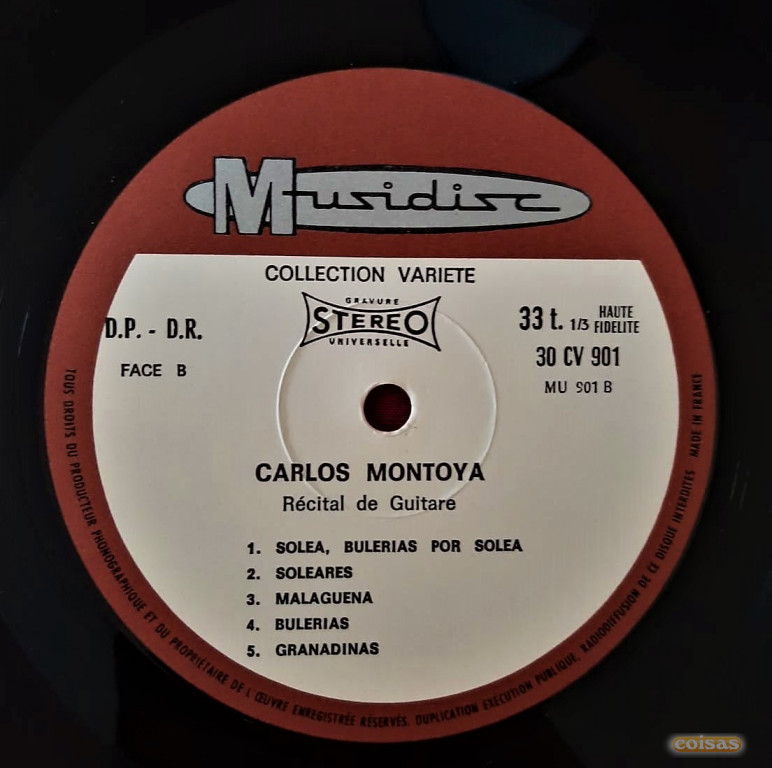 Musidisc
COLLECTION VARIETE
GRAVURE
STEREO
UNIVERSELLE
D.P. - D.R.
FACE B
33 t. 1/3 HAUTE FIDELITE
30 CV 901
MU 901 B
CARLOS MONTOYA
Récital de Guitare
1. SOLEA, BULERIAS POR SOLEA
2. SOLEARES
3. MALAGUENA
4. BULERIAS
5. GRANADINAS
TOUS DROITS DU PRODUCTEUR PHONOGRAPHIQUE ET DU PROPRIETAIRE DE L'ŒUVRE ENREGISTRÉE RÉSERVÉS. DUPLICATION EXÉCUTION PUBLIQUE, RADIODIFFUSION DE CE DISQUE INTERDITES MADE IN FRANCE
coisas